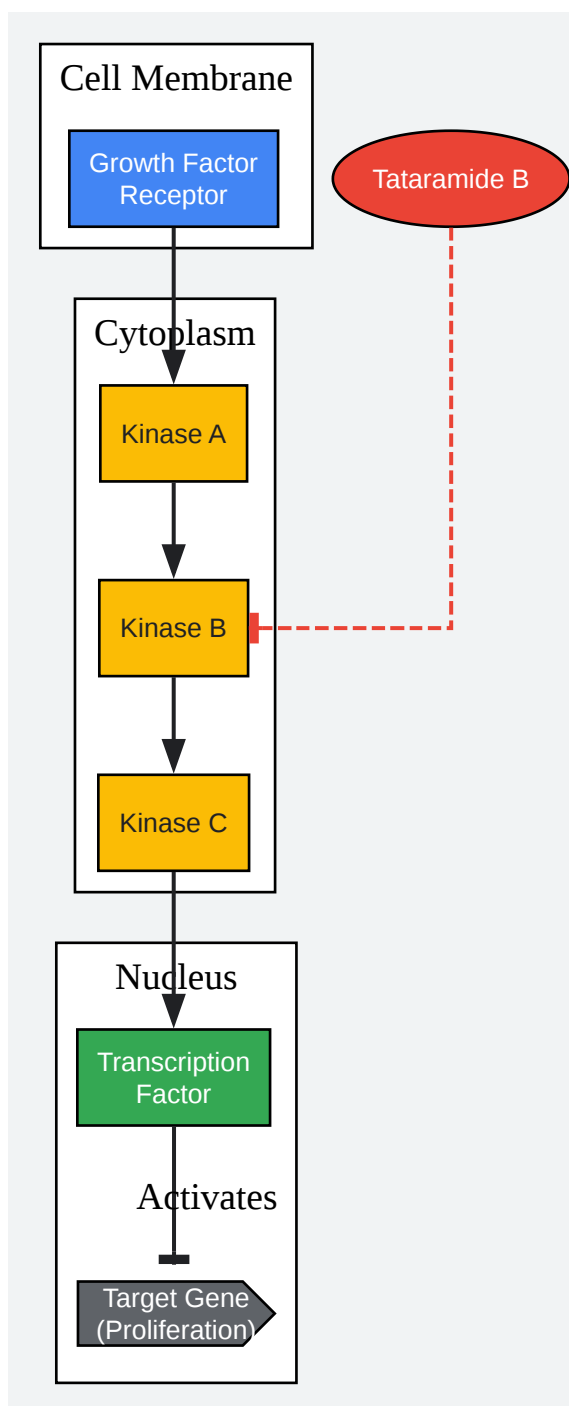 Cell Membrane
Growth Factor
Receptor
Tataramide B
Cytoplasm
Kinase A
Kinase B
Kinase C
Nucleus
Transcription
Factor
Activates
Target Gene
(Proliferation)